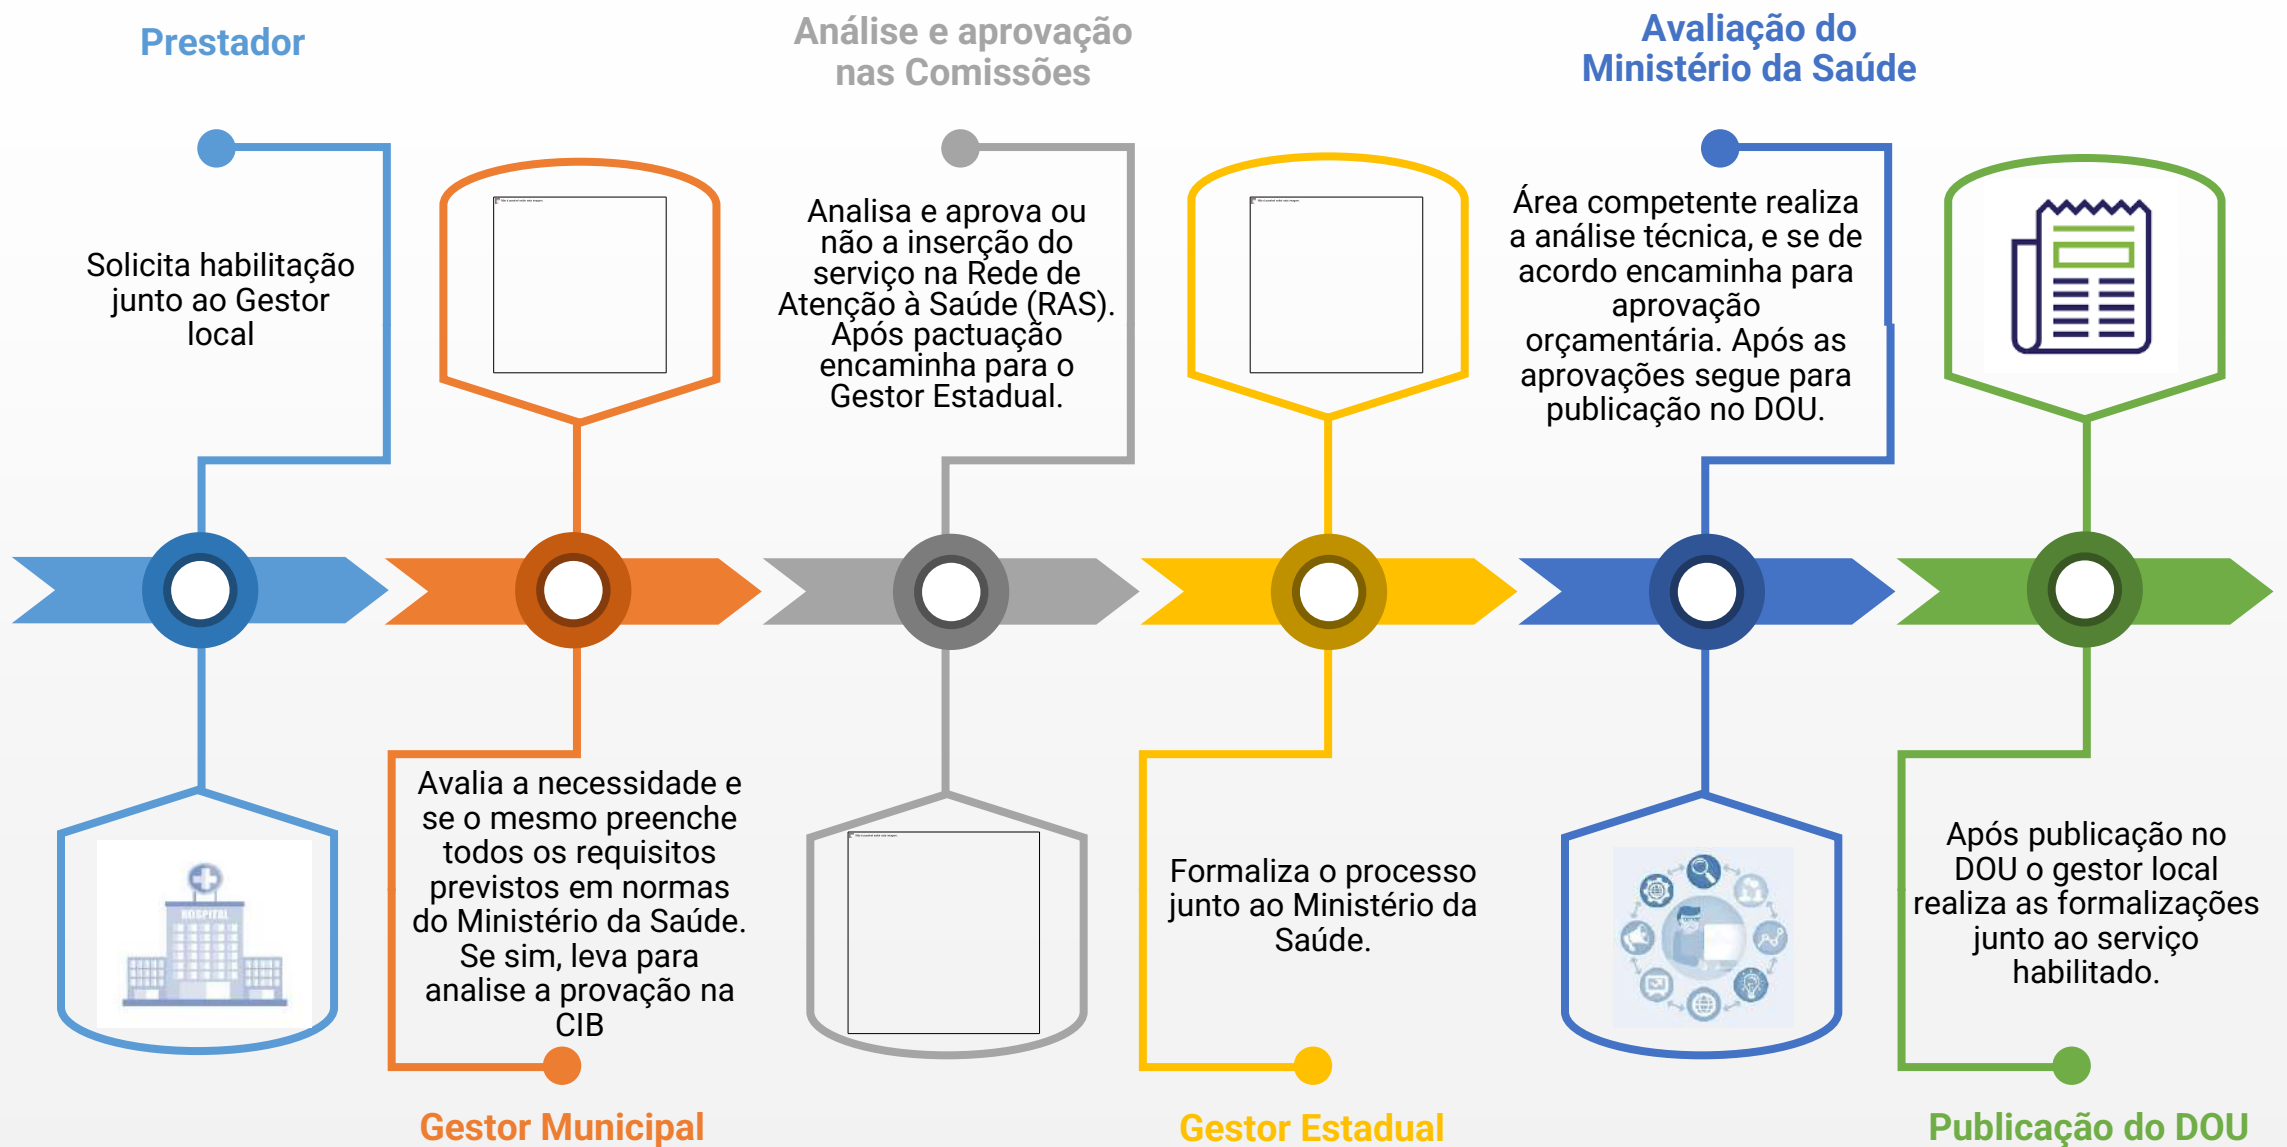 Prestador
Solicita habilitação
junto ao Gestor
local
HOSPITAL
Avalia a necessidade e
se o mesmo preenche
todos os requisitos
previstos em normas
do Ministério da Saúde.
Se sim, leva para
analise a provação na
CIB
Gestor Municipal
Análise e aprovação
nas Comissões
Analisa e aprova ou
não a inserção do
serviço na Rede de
Atenção à Saúde (RAS).
Após pactuação
encaminha para o
Gestor Estadual.
Formaliza o processo
junto ao Ministério da
Saúde.
Gestor Estadual
Avaliação do
Ministério da Saúde
Área competente realiza
a análise técnica, e se de
acordo encaminha para
aprovação
orçamentária. Após as
aprovações segue para
publicação no DOU.
Após publicação no
DOU o gestor local
realiza as formalizações
junto ao serviço
habilitado.
Publicação do DOU